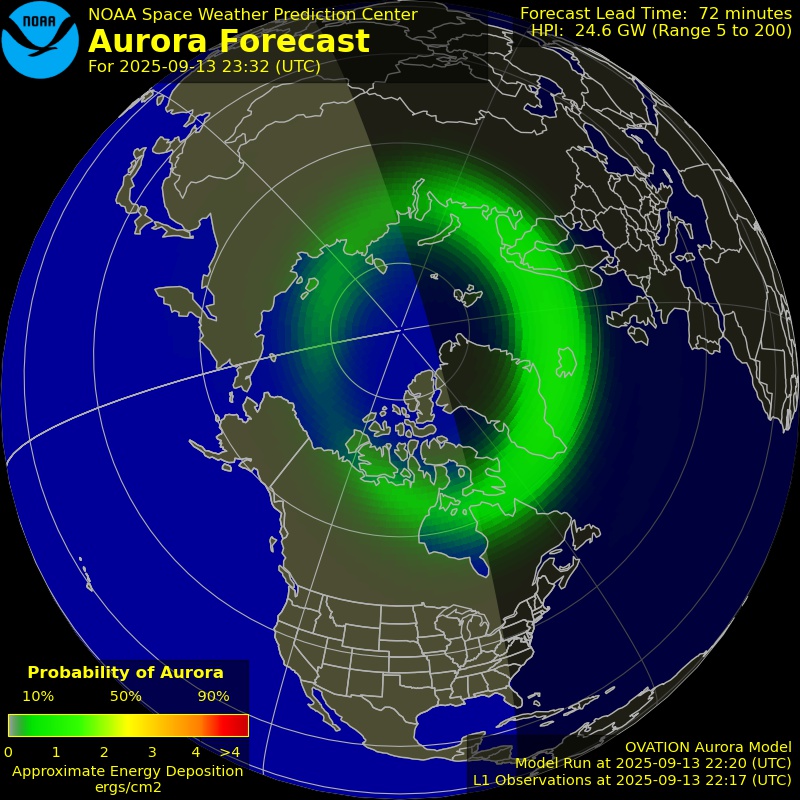 NOAA
NOAA Space Weather Prediction Center
Aurora Forecast
For 2025-09-13 23:32 (UTC)
Forecast Lead Time: 72 minutes
HPI: 24.6 GW (Range 5 to 200)
Probability of Aurora
10% 50% 90%
0 1 2 3 4 >4
Approximate Energy Deposition
ergs/cm2
OVATION Aurora Model
Model Run at 2025-09-13 22:20 (UTC)
L1 Observations at 2025-09-13 22:17 (UTC)